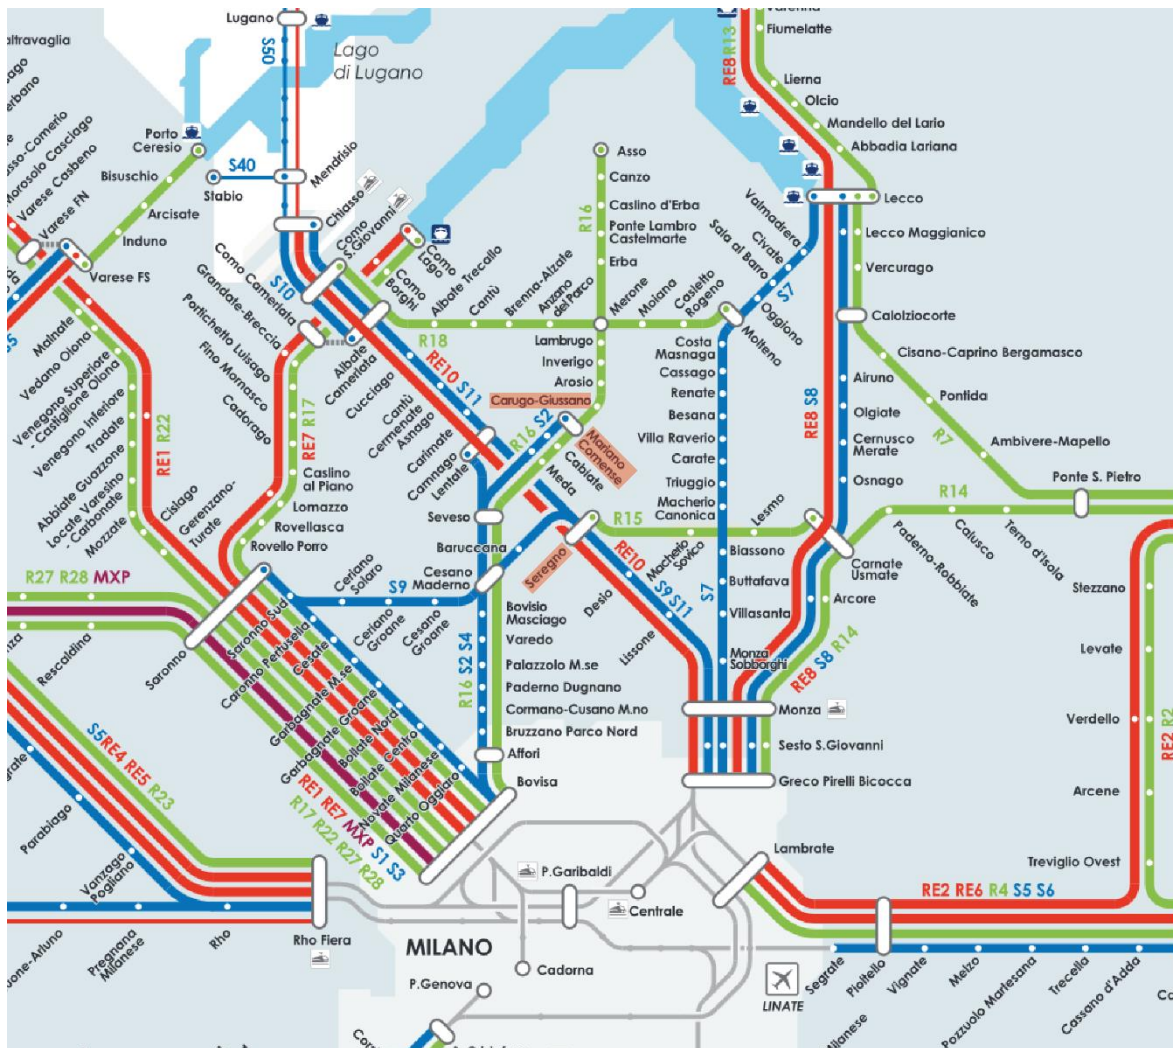 Lugano
S50
Lago
di Lugano
Porto
Ceresio
S40
Stabio
Mendrisio
Chiasso
Bisuschio
Arcisate
Induno
Varese FS
Varese FN
Varese Casbeno
Morosolo Casciago
Fiumelatte
RE8 R13
Lierna
Olcio
Mandello del Lario
Abbadia Lariana
Lecco
Lecco Maggianico
Vercurago
Calolziocorte
Cisano-Caprino Bergamasco
Pontida
Ambivere-Mapello
R7
Ponte S. Pietro
R14
Asso
Canzo
Caslino d'Erba
Ponte Lambro
Castelmarte
Erba
R16
Merone
Moiana
Casletto
Rogeno
Valmadrera
Civate
Sala al Barro
Oggiono
S7
Molteno
Como
S.Giovanni
Como
Lago
Como
Borghi
S10
Albate Trecallo
Cantù
Brenna-Alzate
Anzano
del Parco
R18
Lambrugo
Inverigo
Arosio
Carugo-Giussano
Mariano
Comense
Cabiate
Meda
R16 S2
Como Camerlata
Grandate-Breccia
Portichetto Luisago
Fino Mornasco
Cadorago
RE7 R17
Caslino
al Piano
Lomazzo
Rovellasca
Rovello Porro
Albate
Camerlata
Cucciago
Cantù
Cermenate
Asnago
Carimate
Camnago
Lentate
RE10 S11
Seveso
Baruccana
Cesano
Maderno
Seregno
R15
Macherio
Sovico
Lesmo
RE10
Desio
S9 S11
Lissone
Costa
Masnaga
Cassago
Renate
Besana
Villa Raverio
Carate
Triuggio
Macherio
Canonica
Biassono
Buttafava
Villasanta
Monza
Sobborghi
S7
RE8 S8
Airuno
Olgiate
Cernusco
Merate
Osnago
Carnate
Usmate
Arcore
RE8 S8 R14
Paderno-Robbiate
Calusco
Terno d'Isola
Malnate
Vedano Olona
Venegono Superiore
- Castiglione Olona
Venegono Inferiore
Tradate
Abbiate Guazzone
Locate Varesino
- Carbonate
Mozzate
RE1 R22
Cislago
Gerenzano-
Turate
R27 R28 MXP
Rescaldina
Saronno
Saronno Sud
Caronno Pertusella
Cesate
Garbagnate M.se
Garbagnate Groane
Bollate Nord
Bollate Centro
Novate Milanese
Quarto Oggiaro
RE1 RE7 MXP S1 S3
R17 R22 R27 R28
Ceriano
Solaro
S9
Ceriano
Groane
Cesano
Groane
Bovisio
Masciago
Varedo
Palazzolo M.se
Paderno Dugnano
Cormano-Cusano M.no
Bruzzano Parco Nord
Affori
Bovisa
R16 S2 S4
Monza
Sesto S.Giovanni
Greco Pirelli Bicocca
Stezzano
Levate
Verdello
Arcene
Treviglio Ovest
S5 RE4 RE5 R23
Parabiago
Vanzago
Pogliano
Pregnana
Milanese
Rho
Rho Fiera
P.Garibaldi
Centrale
MILANO
Cadorna
P.Genova
Lambrate
RE2 RE6 R4 S5 S6
LINATE
Segrate
Pioltello
Vignate
Melzo
Pozzuolo Martesana
Trecella
Cassano d'Adda